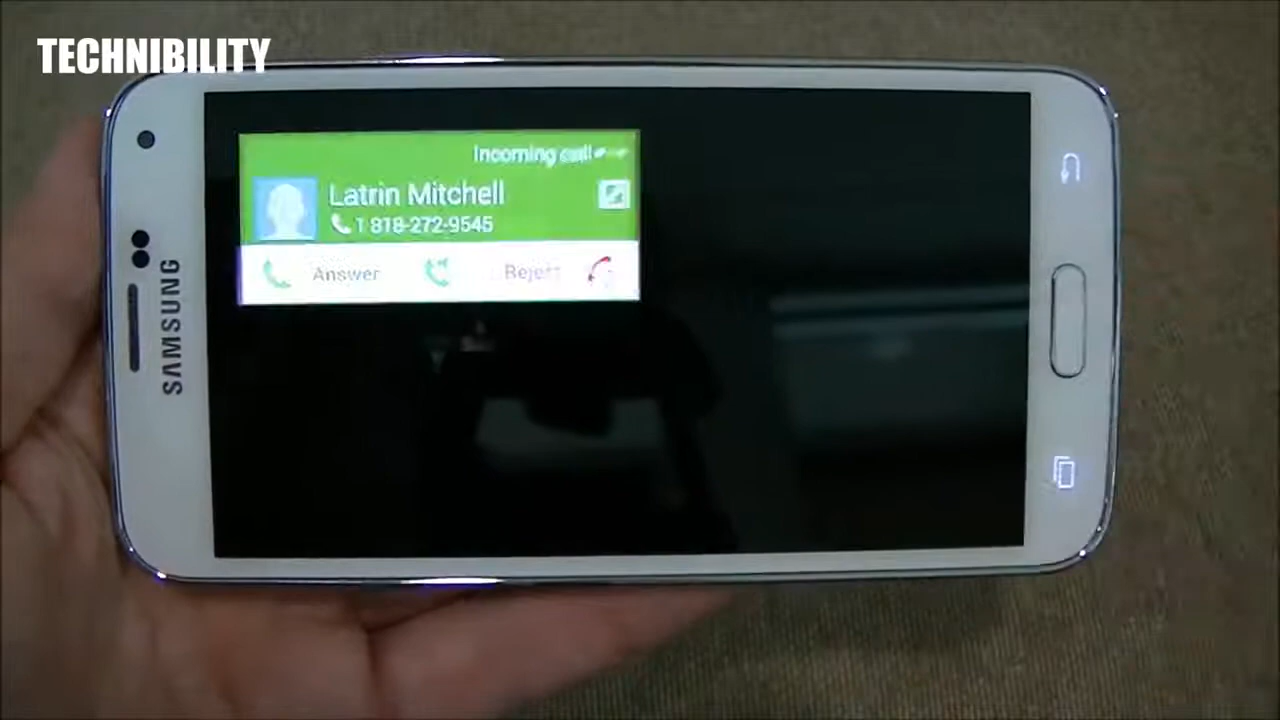 TECHNIBILITY
Incoming call
Latrin Mitchell
1 818-272-9545
Answer
Reject
SAMSUNG